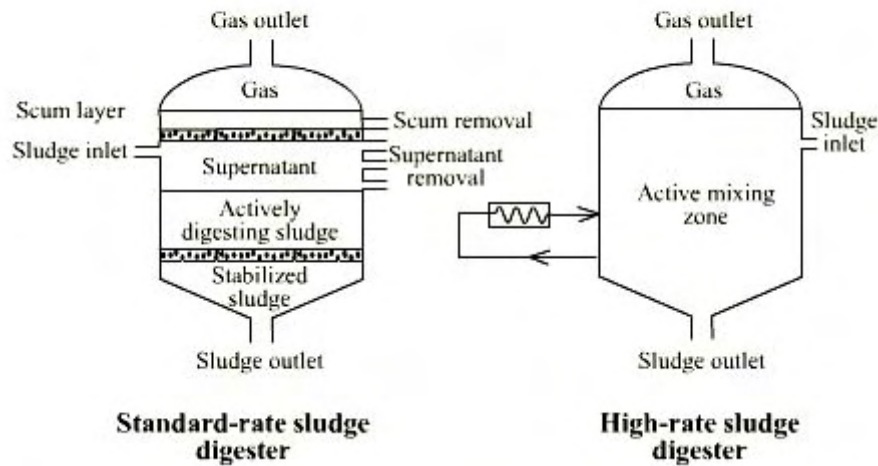 Gas outlet
Gas
Scum layer
Scum removal
Sludge inlet
Supernatant
Supernatant
removal
Actively
digesting sludge
Stabilized
sludge
Sludge outlet
Standard-rate sludge
digester
Gas outlet
Gas
Sludge
inlet
Active mixing
zone
Sludge outlet
High-rate sludge
digester